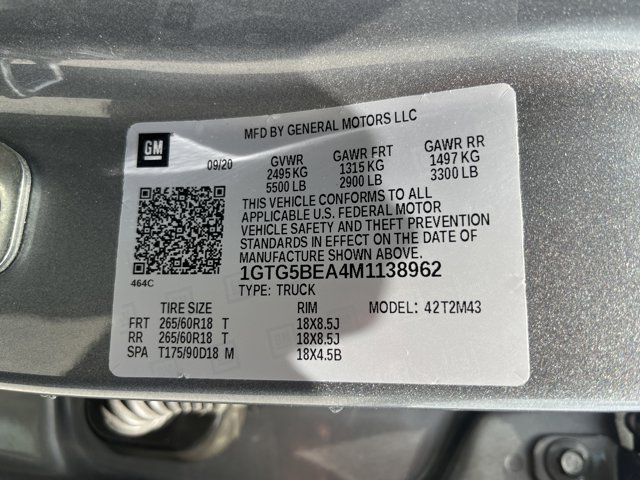 MFD BY GENERAL MOTORS LLC
GM
09/20
GVWR GAWR FRT GAWR RR
2495 KG 1315 KG 1497 KG
5500 LB 2900 LB 3300 LB
THIS VEHICLE CONFORMS TO ALL
APPLICABLE U.S. FEDERAL MOTOR
VEHICLE SAFETY AND THEFT PREVENTION
STANDARDS IN EFFECT ON THE DATE OF
MANUFACTURE SHOWN ABOVE.
464C
1GTG5BEA4M1138962
TYPE: TRUCK
TIRE SIZE RIM MODEL: 42T2M43
FRT 265/60R18 T 18X8.5J
RR 265/60R18 T 18X8.5J
SPA T175/90D18 M 18X4.5B